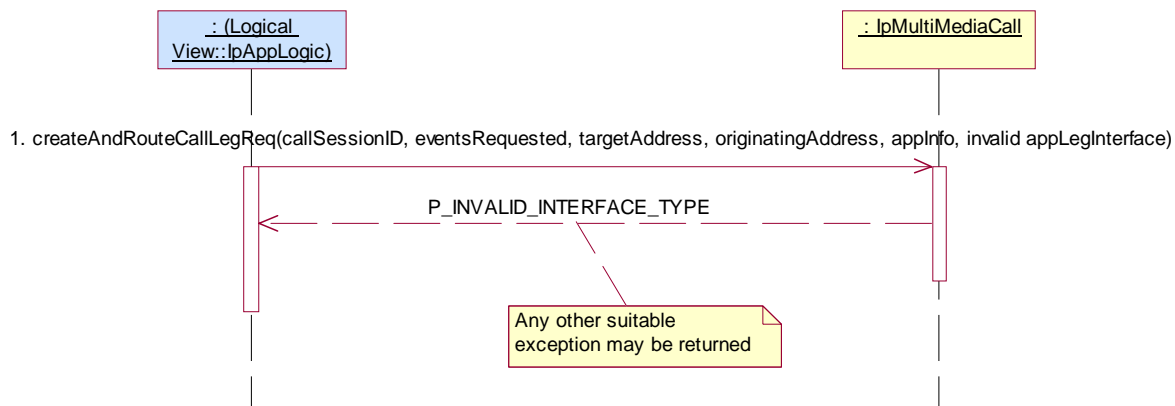 : (Logical
View::IpAppLogic)
: IpMultiMediaCall
1. createAndRouteCallLegReq(callSessionID, eventsRequested, targetAddress, originatingAddress, appInfo, invalid appLegInterface)
P_INVALID_INTERFACE_TYPE
Any other suitable
exception may be returned